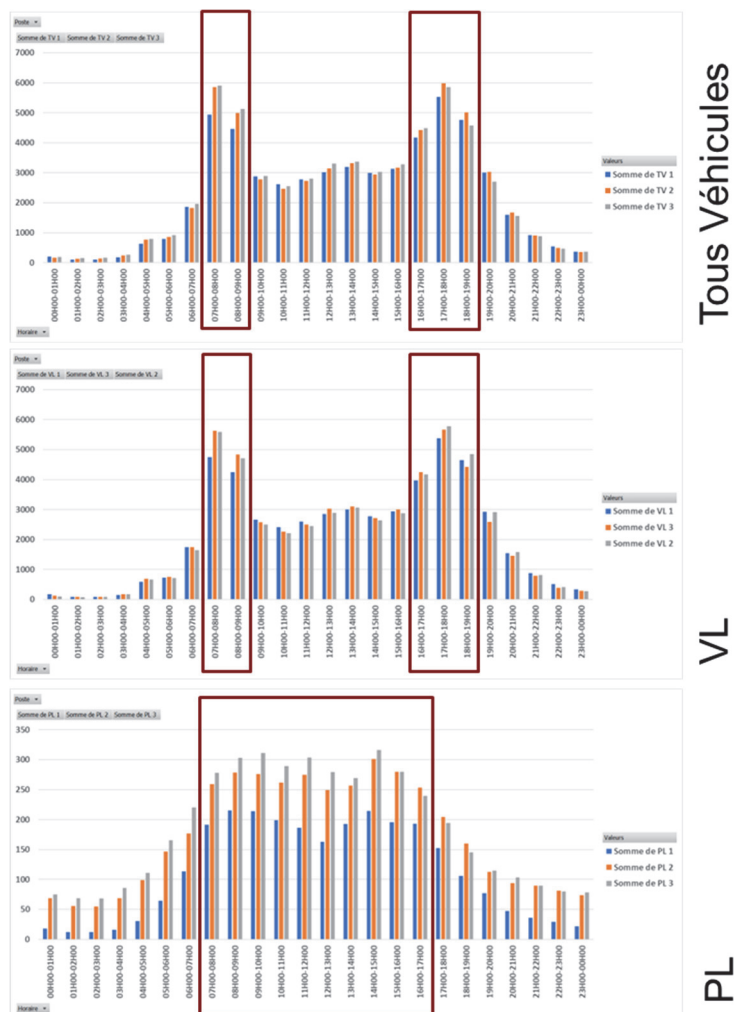 Poste
Somme de TV 1 Somme de TV 2 Somme de TV 3
7000
6000
5000
4000
3000
2000
1000
0
00H00-01H00
01H00-02H00
02H00-03H00
03H00-04H00
04H00-05H00
05H00-06H00
06H00-07H00
07H00-08H00
08H00-09H00
09H00-10H00
10H00-11H00
11H00-12H00
12H00-13H00
13H00-14H00
14H00-15H00
15H00-16H00
16H00-17H00
17H00-18H00
18H00-19H00
19H00-20H00
20H00-21H00
21H00-22H00
22H00-23H00
23H00-00H00
Horaire
Valeurs
Somme de TV 1
Somme de TV 2
Somme de TV 3
Tous Véhicules
Poste
Somme de VL 1 Somme de VL 3 Somme de VL 2
7000
6000
5000
4000
3000
2000
1000
0
00H00-01H00
01H00-02H00
02H00-03H00
03H00-04H00
04H00-05H00
05H00-06H00
06H00-07H00
07H00-08H00
08H00-09H00
09H00-10H00
10H00-11H00
11H00-12H00
12H00-13H00
13H00-14H00
14H00-15H00
15H00-16H00
16H00-17H00
17H00-18H00
18H00-19H00
19H00-20H00
20H00-21H00
21H00-22H00
22H00-23H00
23H00-00H00
Horaire
Valeurs
Somme de VL 1
Somme de VL 3
Somme de VL 2
VL
Poste
Somme de PL 1 Somme de PL 2 Somme de PL 3
350
300
250
200
150
100
50
0
00H00-01H00
01H00-02H00
02H00-03H00
03H00-04H00
04H00-05H00
05H00-06H00
06H00-07H00
07H00-08H00
08H00-09H00
09H00-10H00
10H00-11H00
11H00-12H00
12H00-13H00
13H00-14H00
14H00-15H00
15H00-16H00
16H00-17H00
17H00-18H00
18H00-19H00
19H00-20H00
20H00-21H00
21H00-22H00
22H00-23H00
23H00-00H00
Horaire
Valeurs
Somme de PL 1
Somme de PL 2
Somme de PL 3
PL